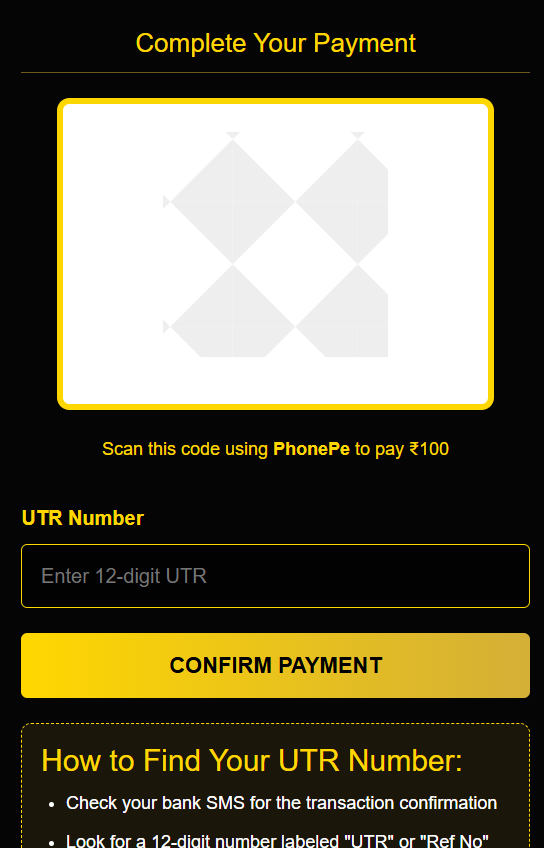 Complete Your Payment
Scan this code using PhonePe to pay ₹100
UTR Number
Enter 12-digit UTR
CONFIRM PAYMENT
How to Find Your UTR Number:
Check your bank SMS for the transaction confirmation
Look for a 12-digit number labeled "UTR" or "Ref No"